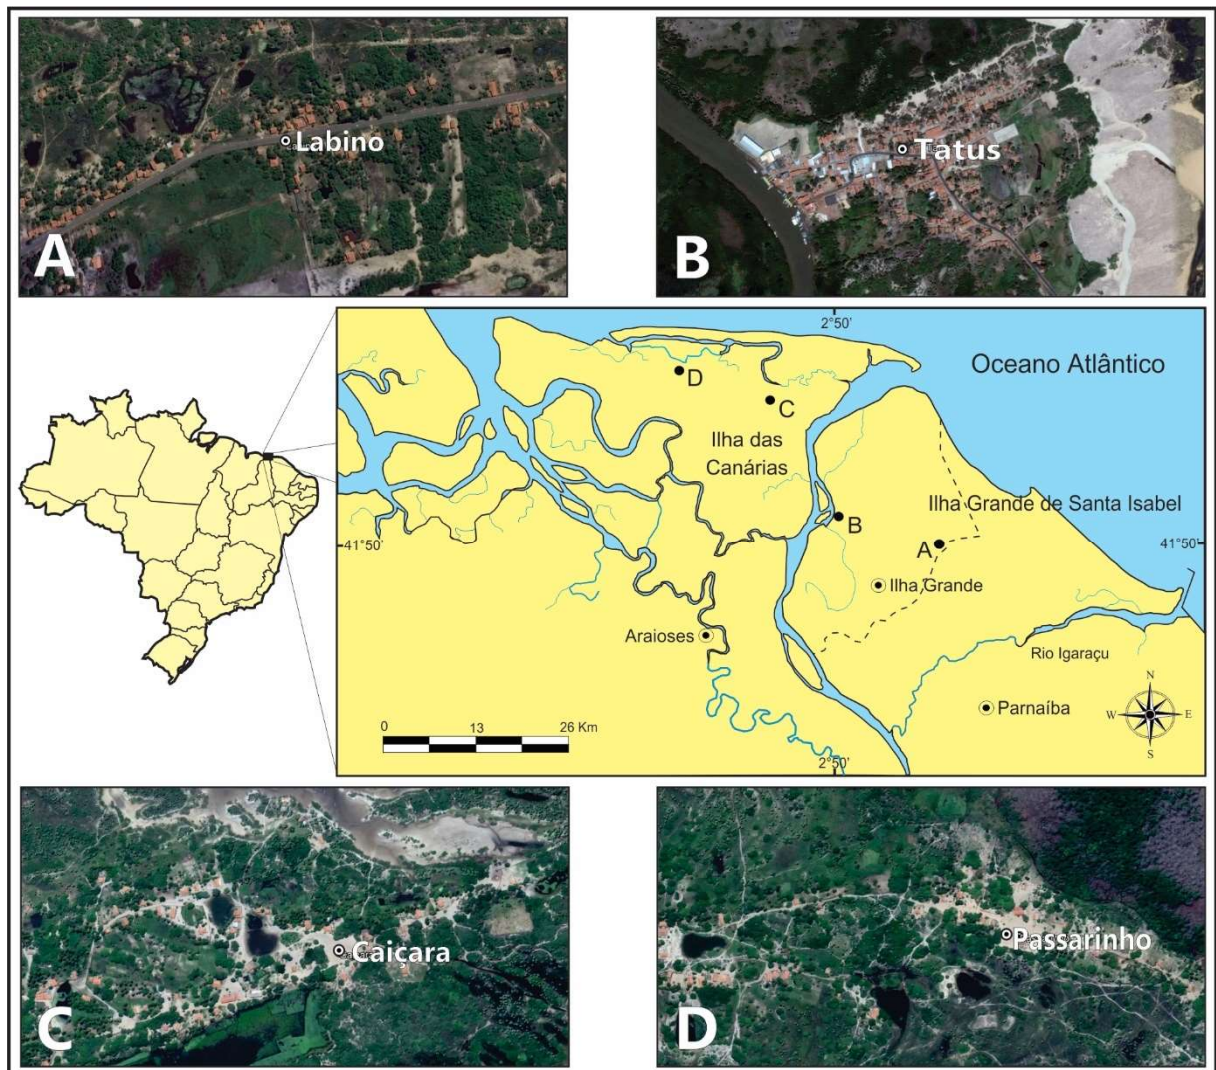 Labino
A
Tatus
B
2°50’
Oceano Atlântico
D
C
Ilha das
Canárias
Ilha Grande de Santa Isabel
B
41°50’
A
41°50’
Ilha Grande
Araioses
Rio Igaraçu
N
Parnaíba
W
E
S
0
13
26 Km
2°50’
Caiçara
C
Passarinho
D